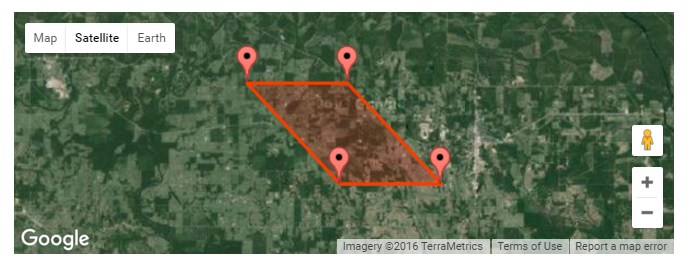 Map Satellite Earth
Google
Imagery ©2016 TerraMetrics Terms of Use Report a map error